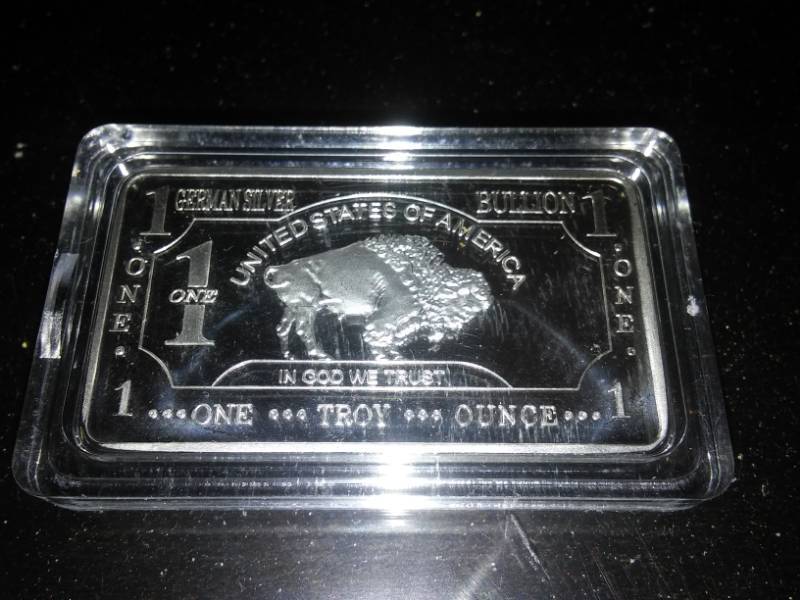 1 GERMAN SILVER BULLION 1
UNITED STATES OF AMERICA
ONE
1
ONE
ONE
IN GOD WE TRUST
1 ONE TROY OUNCE 1